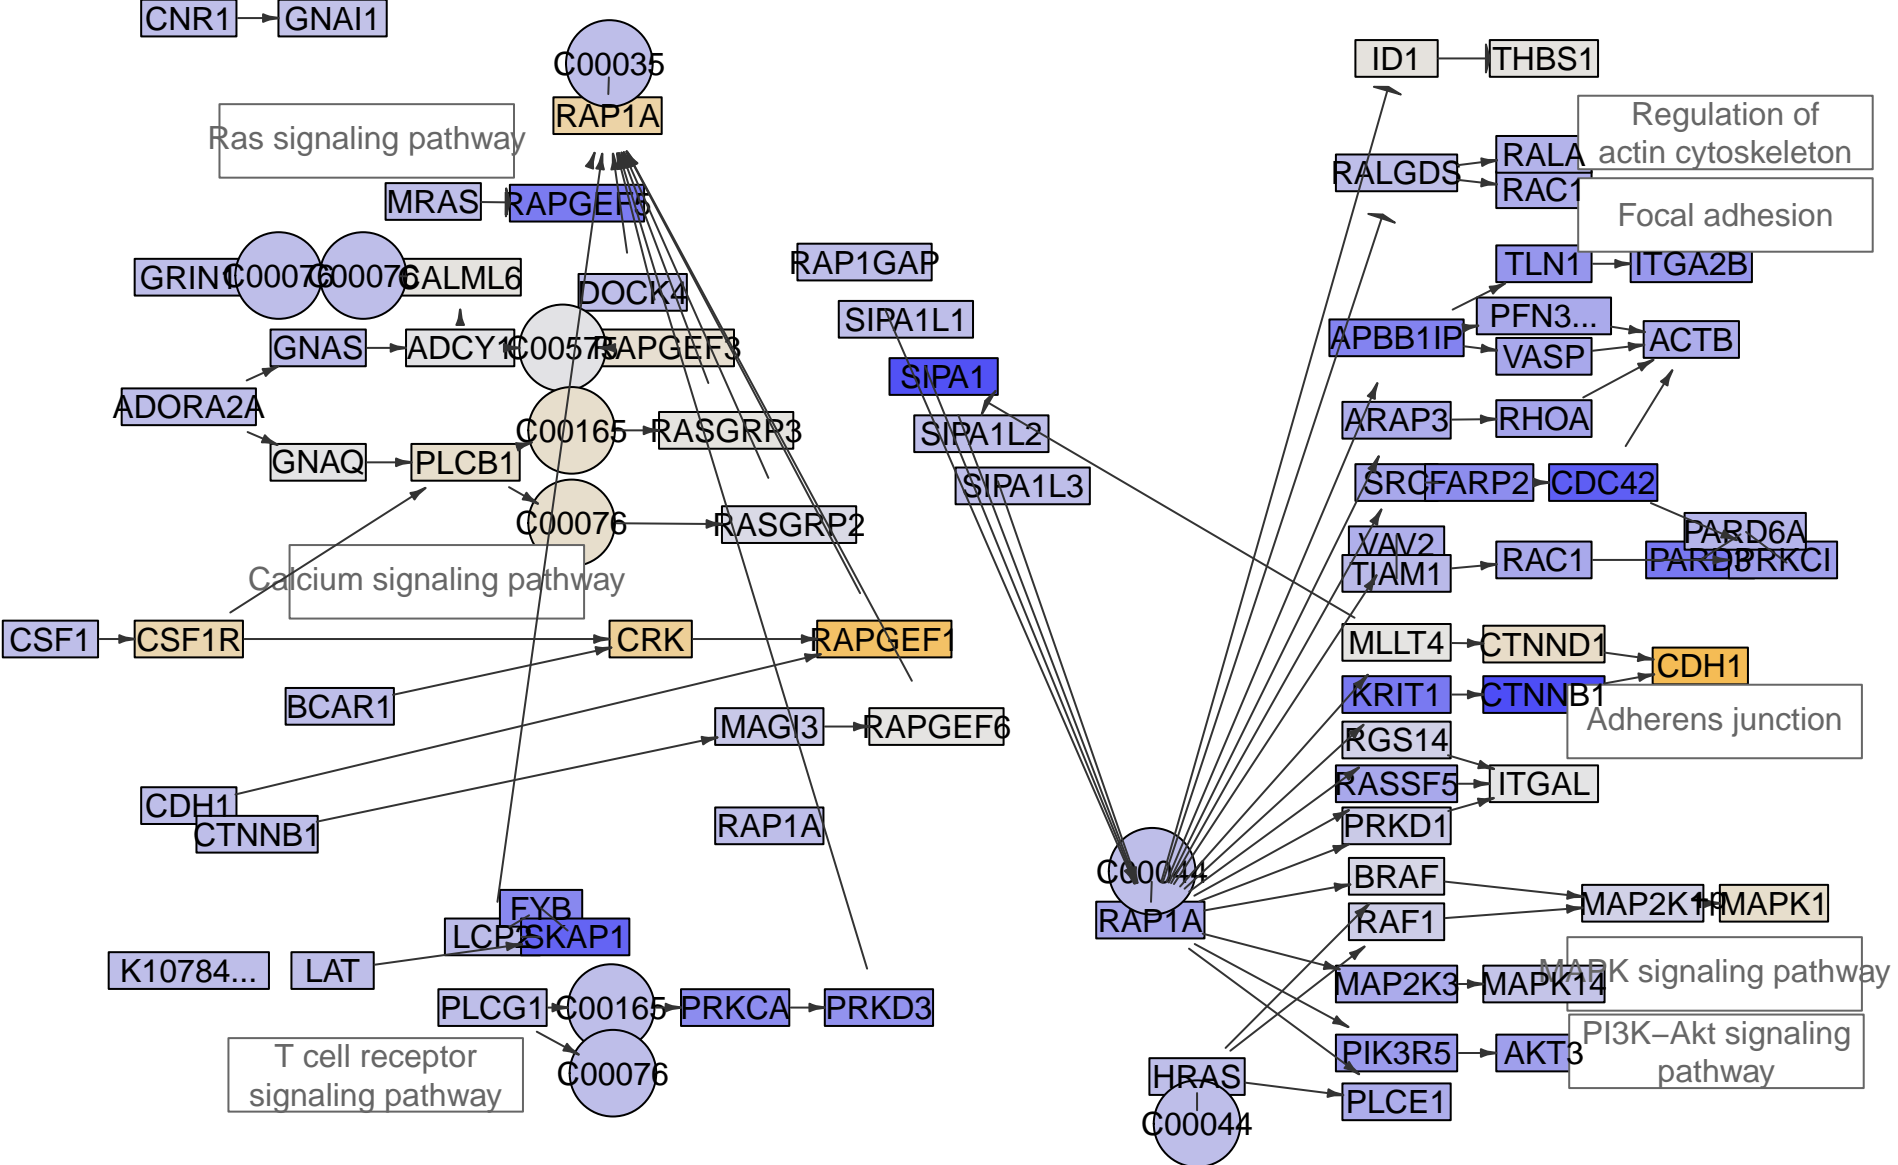 CNR1
GNAI1
C00035
RAP1A
Ras signaling pathway
MRAS
RAPGEF5
GRIN1
C00076
C00076
CALML6
DOCK4
GNAS
ADCY1
C00575
RAPGEF3
ADORA2A
GNAQ
PLCB1
C00165
RASGRP3
C00076
RASGRP2
Calcium signaling pathway
CSF1
CSF1R
CRK
RAPGEF1
BCAR1
MAGI3
RAPGEF6
CDH1
CTNNB1
RAP1A
FYB
LCP2
SKAP1
K10784...
LAT
PLCG1
C00165
PRKCA
PRKD3
C00076
T cell receptor
signaling pathway
RAP1GAP
SIPA1L1
SIPA1
SIPA1L2
SIPA1L3
C00044
RAP1A
HRAS
C00044
ID1
THBS1
Regulation of
actin cytoskeleton
RALGDS
RALA
RAC1
Focal adhesion
TLN1
ITGA2B
APBB1IP
PFN3...
VASP
ACTB
ARAP3
RHOA
SRC
FARP2
CDC42
VAV2
TIAM1
RAC1
PARD6A
PARD3
PRKCI
MLLT4
CTNND1
CDH1
KRIT1
CTNNB1
Adherens junction
RGS14
RASSF5
ITGAL
PRKD1
BRAF
RAF1
MAP2K1
+p
MAPK1
MAP2K3
MAPK14
MAPK signaling pathway
PIK3R5
AKT3
PI3K−Akt signaling
pathway
PLCE1